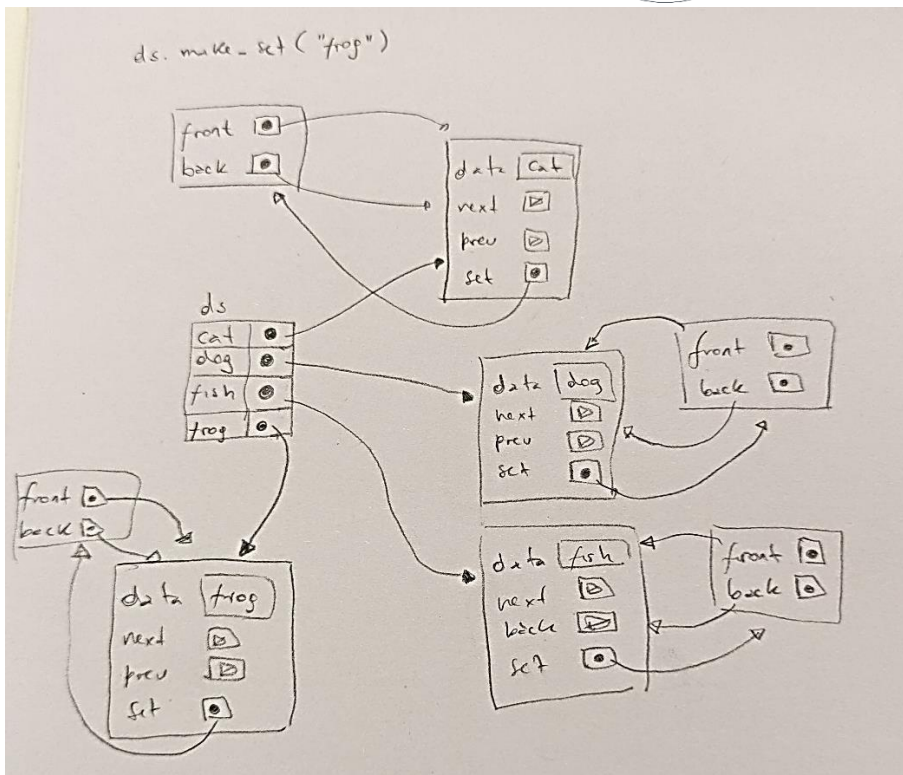 ds. make_set ("frog")
front
back
data cat
next
prev
set
ds
cat
dog
fish
frog
front
back
data dog
next
prev
set
front
back
data frog
next
prev
set
data fish
next
back
set
front
back